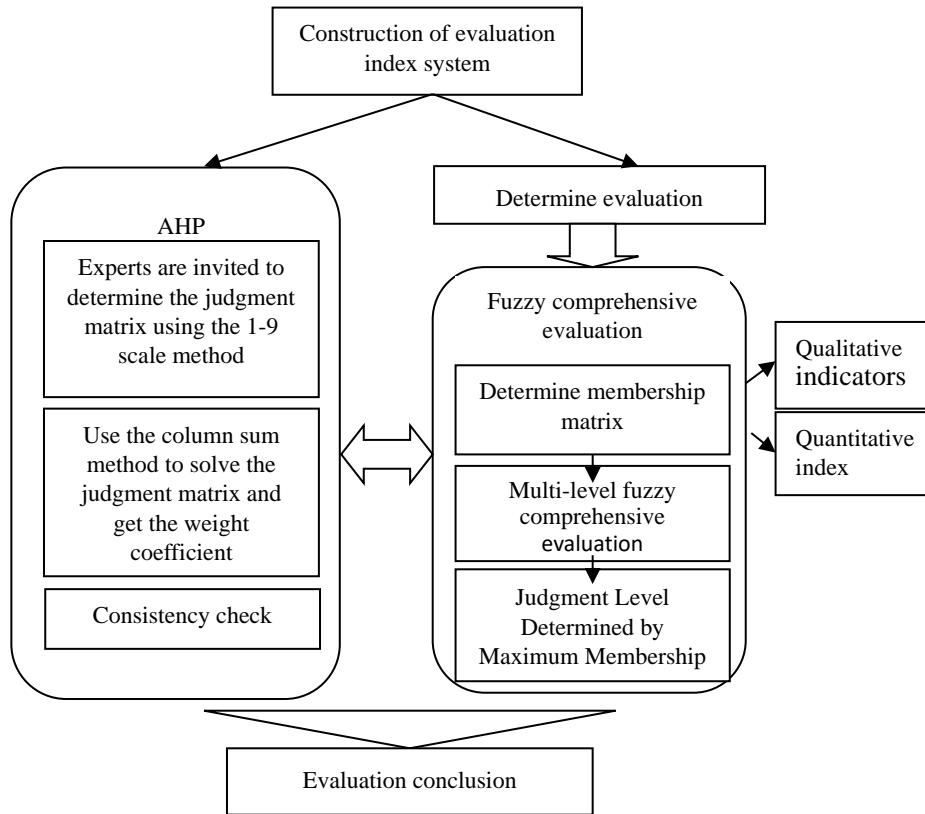 Construction of evaluation
index system
AHP
Experts are invited to
determine the judgment
matrix using the 1-9
scale method
Use the column sum
method to solve the
judgment matrix and
get the weight
coefficient
Consistency check
Determine evaluation
Fuzzy comprehensive
evaluation
Determine membership
matrix
Multi-level fuzzy
comprehensive
evaluation
Judgment Level
Determined by
Maximum Membership
Qualitative
indicators
Quantitative
index
Evaluation conclusion